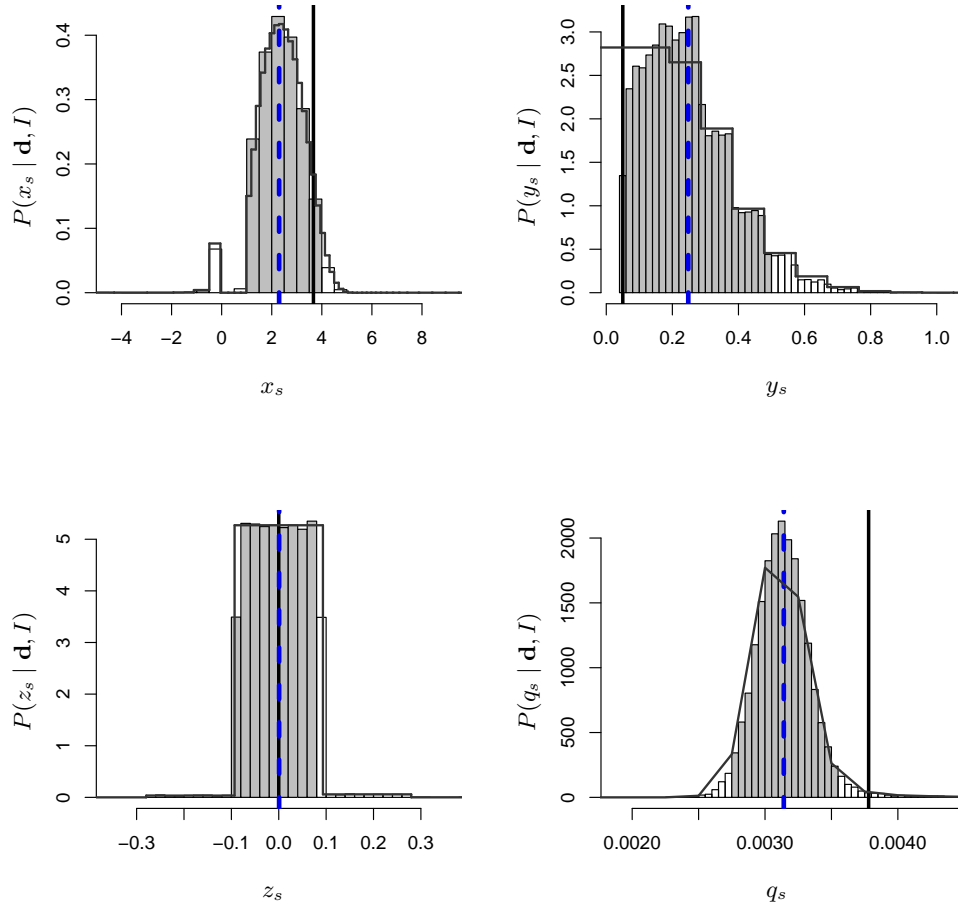 P(x_s | d, I)
0.0 0.1 0.2 0.3 0.4
−4 −2 0 2 4 6 8
x_s
P(y_s | d, I)
0.0 0.5 1.0 1.5 2.0 2.5 3.0
0.0 0.2 0.4 0.6 0.8 1.0
y_s
P(z_s | d, I)
0 1 2 3 4 5
−0.3 −0.1 0.0 0.1 0.2 0.3
z_s
P(q_s | d, I)
0 500 1000 1500 2000
0.0020 0.0030 0.0040
q_s